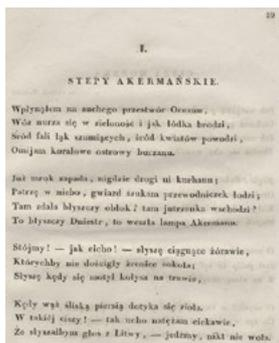 19
I.
STEPY AKERMAŃSKIE.
Wpłynąłem na suchego przestwór Oceanu,
Wóz nurza się w zieloność i jak łódka brodzi,
Śród fali łąk szumiących, śród kwiatów powodzi,
Omijam koralowe ostrowy burzanu.
Już mrok zapada, nigdzie drogi ni kurhanu;
Patrzę w niebo, gwiazd szukam przewodniczek łodzi;
Tam zdala błyszczy obłok? tam jutrzenka wschodzi?
To błyszczy Dniestr, to weszła lampa Akermanu.
Stójmy! — jak cicho! — słyszę ciągnące żórawie,
Którychby nie dościgły źrenice sokoła;
Słyszę kędy się motyl kołysa na trawie,
Kędy wąż śliską piersią dotyka się zioła.
W takiéj ciszy! — tak ucho natężam ciekawie,
Że słyszałbym głos z Litwy, — jedźmy, nikt nie woła.